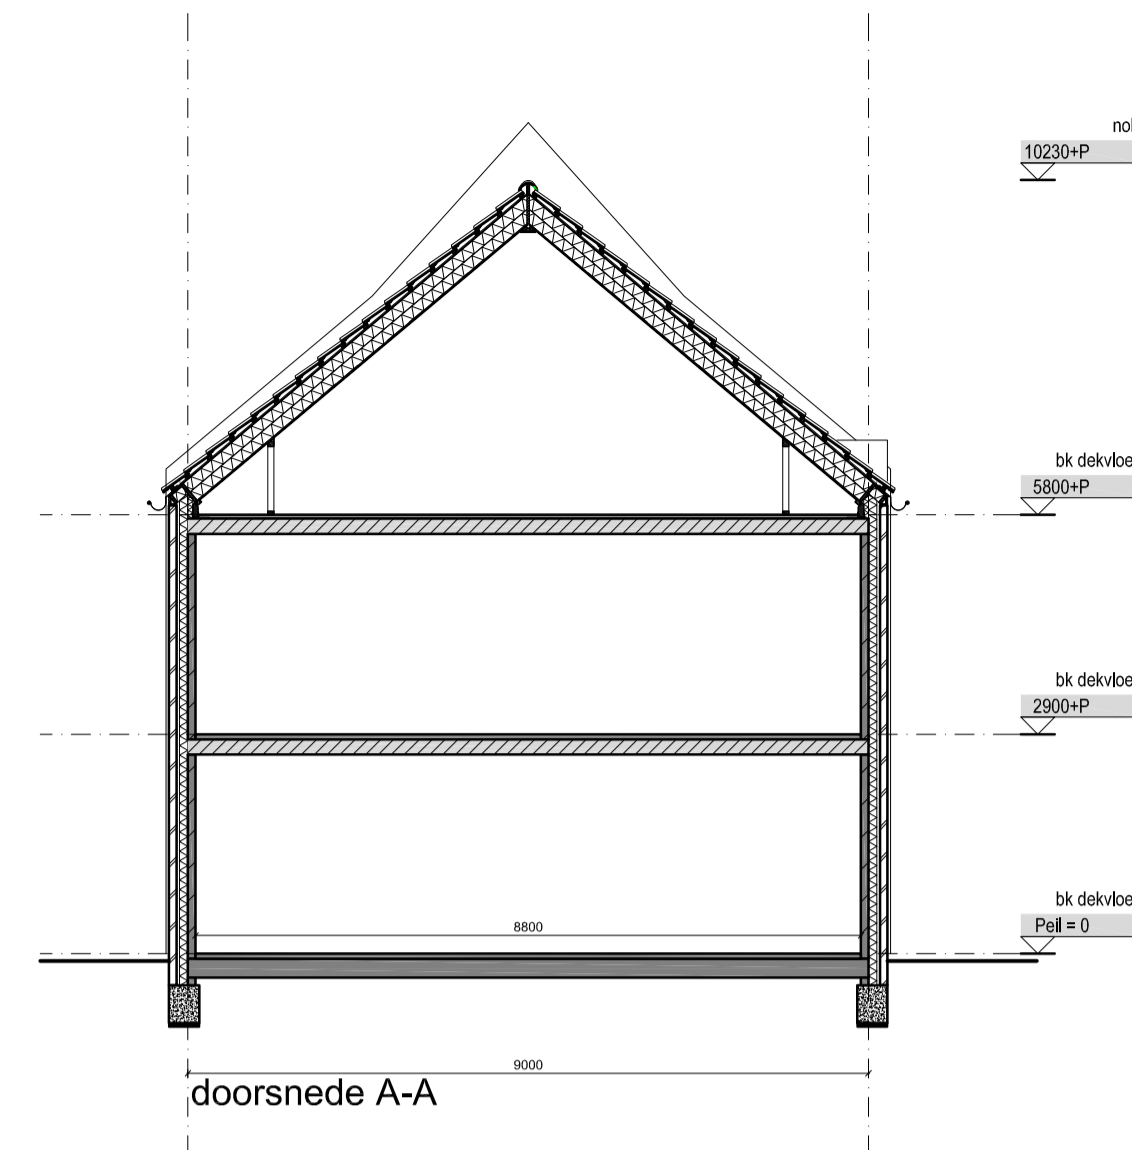 10230+P
bk dekvloe
5800+P
bk dekvloe
2900+P
bk dekvloe
Peil = 0
8800
9000
doorsnede A-A